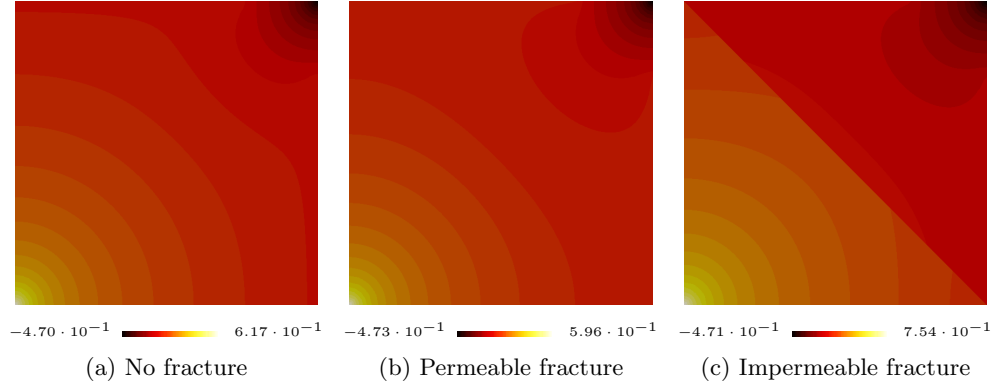 −4.70 · 10⁻¹ 6.17 · 10⁻¹ −4.73 · 10⁻¹ 5.96 · 10⁻¹ −4.71 · 10⁻¹ 7.54 · 10⁻¹
(a) No fracture (b) Permeable fracture (c) Impermeable fracture